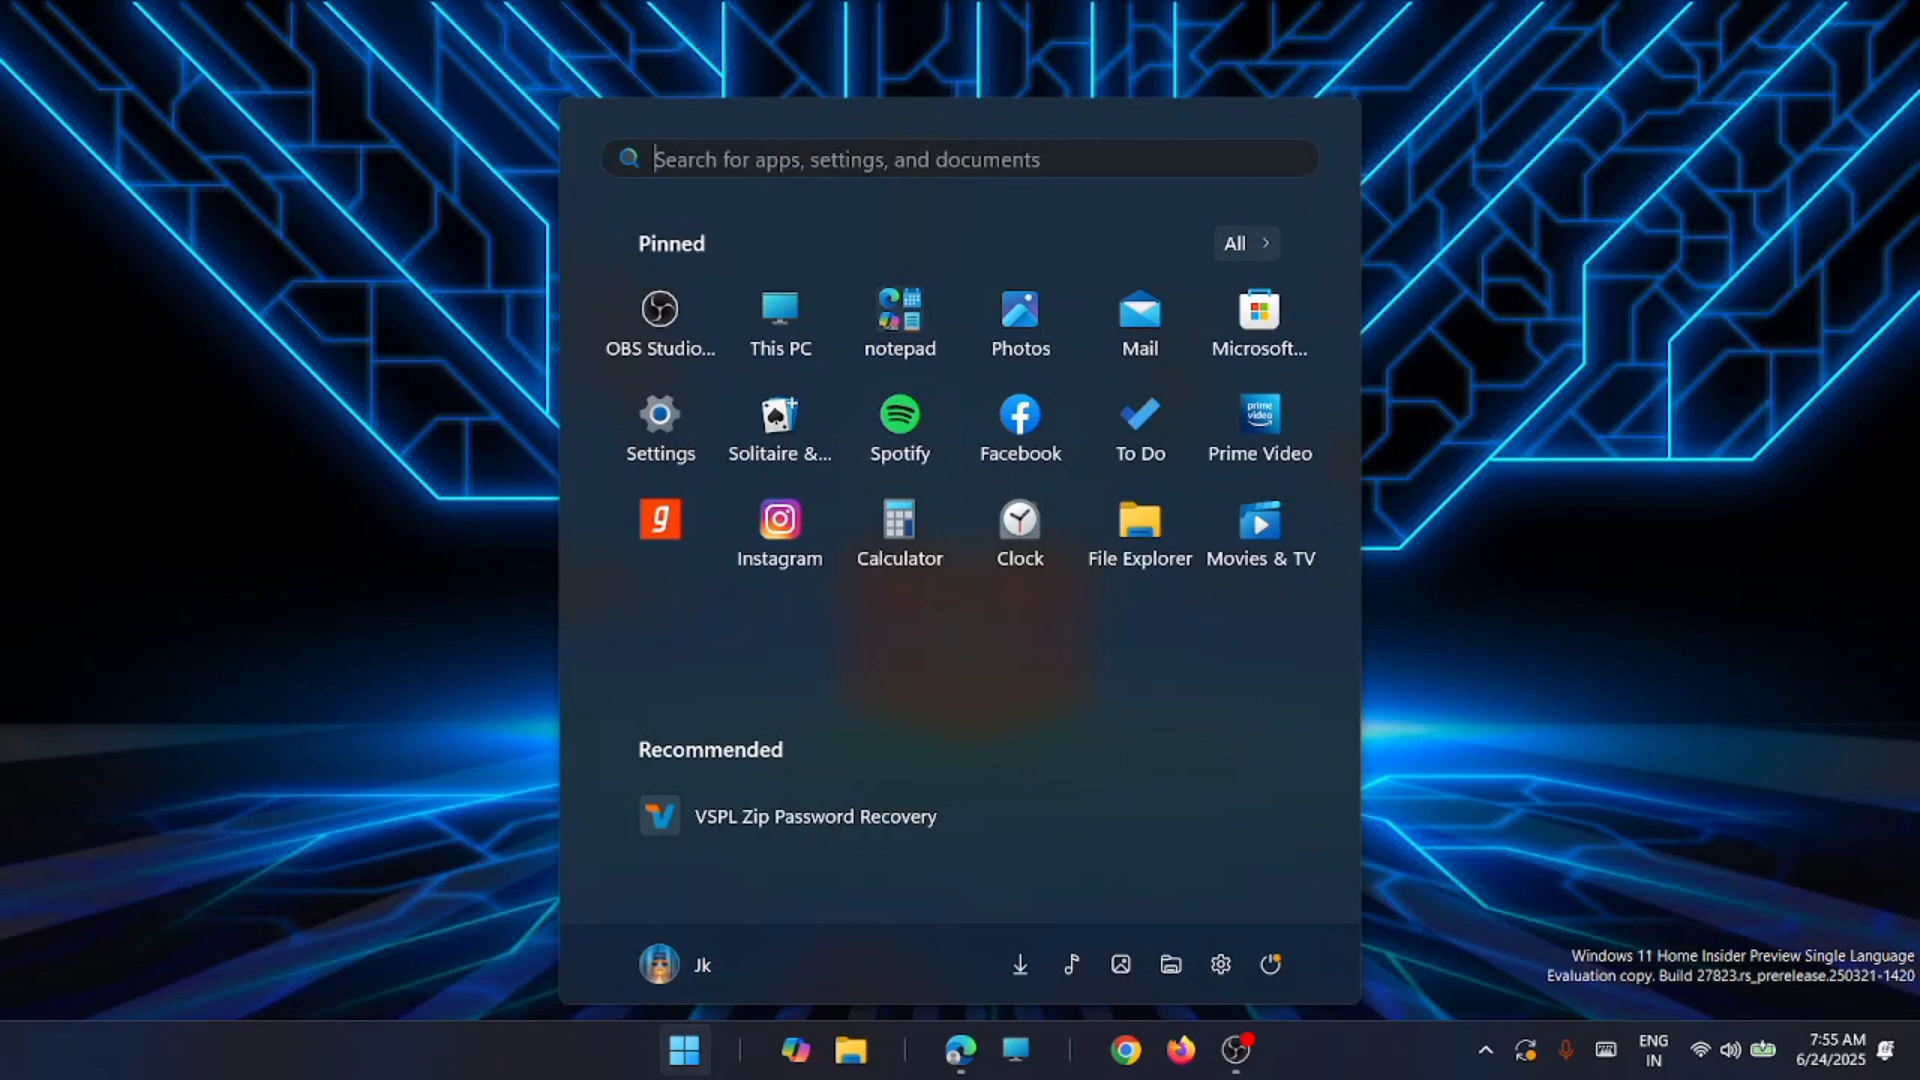 Search for apps, settings, and documents
Pinned
All
OBS Studio... This PC notepad Photos Mail Microsoft...
prime video
Settings Solitaire &... Spotify Facebook To Do Prime Video
g
Instagram Calculator Clock File Explorer Movies & TV
Recommended
VSPL Zip Password Recovery
Jk
Windows 11 Home Insider Preview Single Language
Evaluation copy. Build 27823.rs_prerelease.250321-1420
ENG
IN
7:55 AM
6/24/2025